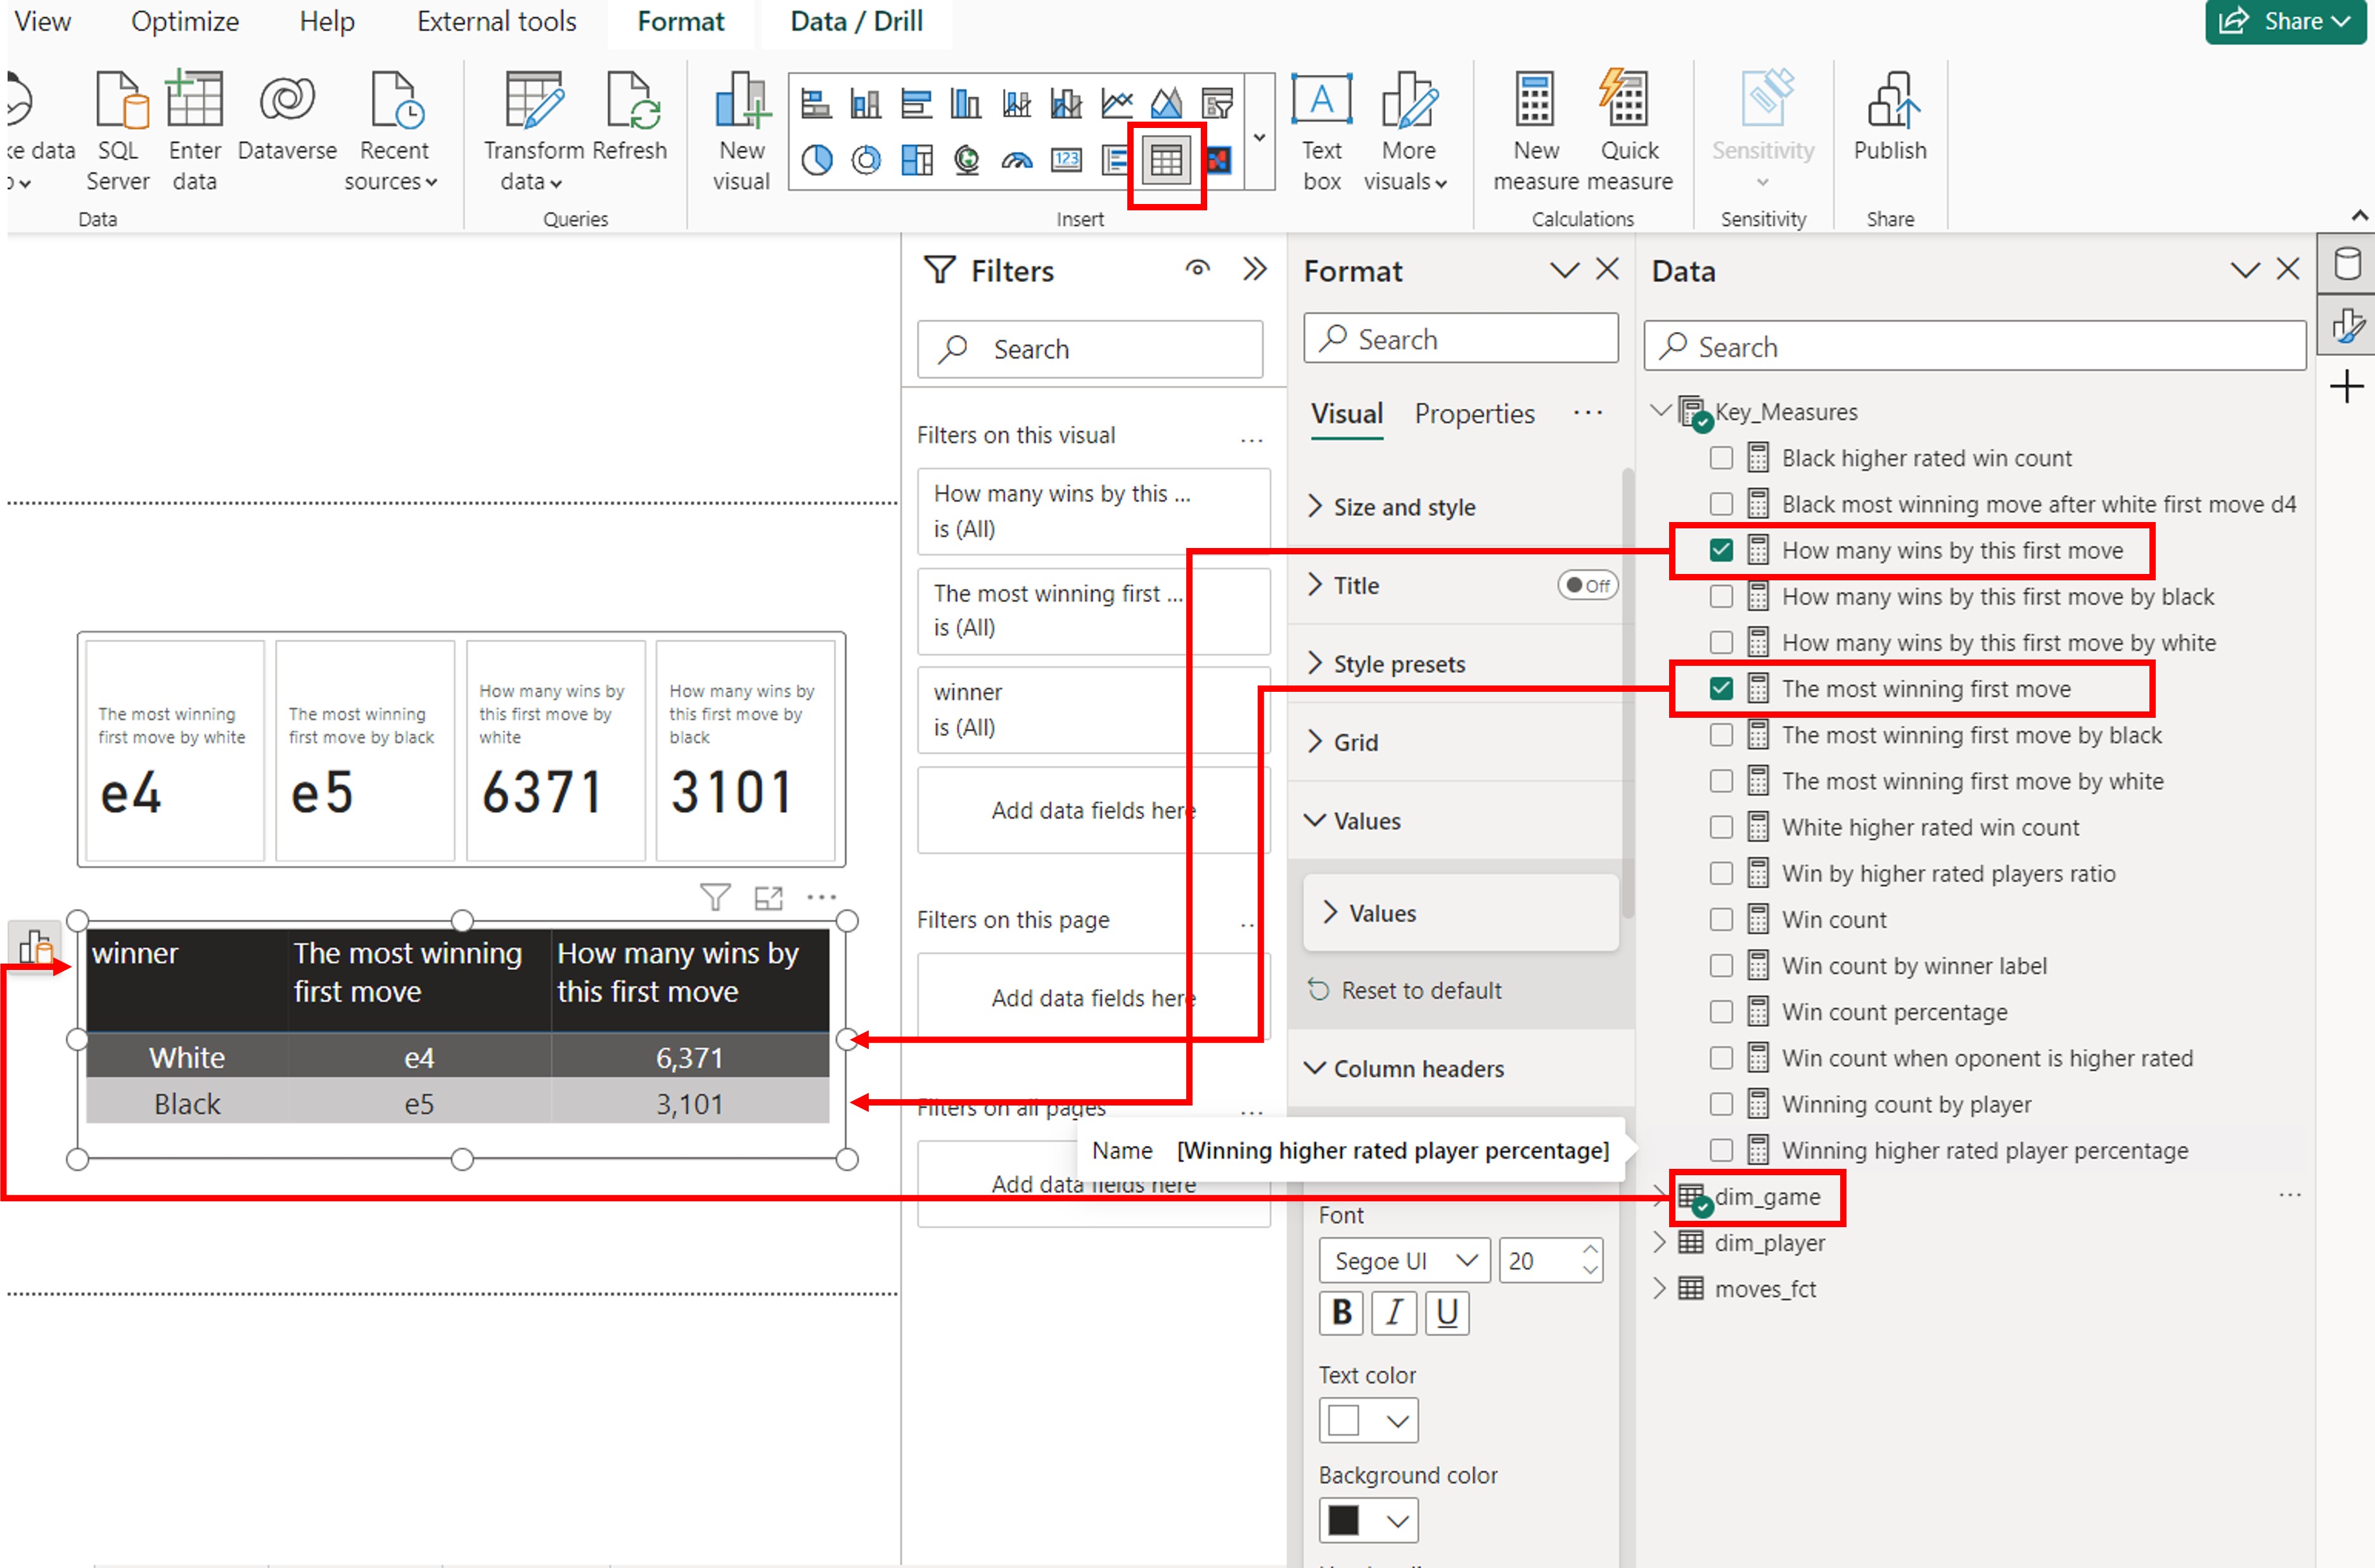 View Optimize Help External tools Format Data / Drill Share
ke data
SQL
Server
Enter
data
Dataverse
Recent
sources
Transform
data
Refresh
New
visual
123
A
Text
box
More
visuals
New
measure
Quick
measure
Sensitivity
Publish
Data Queries Insert Calculations Sensitivity Share
The most winning
first move by white
e4
The most winning
first move by black
e5
How many wins by
this first move by
white
6371
How many wins by
this first move by
black
3101
winner The most winning
first move How many wins by
this first move
White e4 6,371
Black e5 3,101
Filters
Search
Filters on this visual ...
How many wins by this ...
is (All)
The most winning first ...
is (All)
winner
is (All)
Add data fields here
Filters on this page
Add data fields here
Filters on all pages ...
Add data fields here
Format
Search
Visual Properties ...
Size and style
Title Off
Style presets
Grid
Values
Values
Reset to default
Column headers
Name [Winning higher rated player percentage]
Font
Segoe UI 20
B I U
Text color
Background color
Data
Search
Key_Measures
Black higher rated win count
Black most winning move after white first move d4
How many wins by this first move
How many wins by this first move by black
How many wins by this first move by white
The most winning first move
The most winning first move by black
The most winning first move by white
White higher rated win count
Win by higher rated players ratio
Win count
Win count by winner label
Win count percentage
Win count when oponent is higher rated
Winning count by player
Winning higher rated player percentage
dim_game ...
dim_player
moves_fct